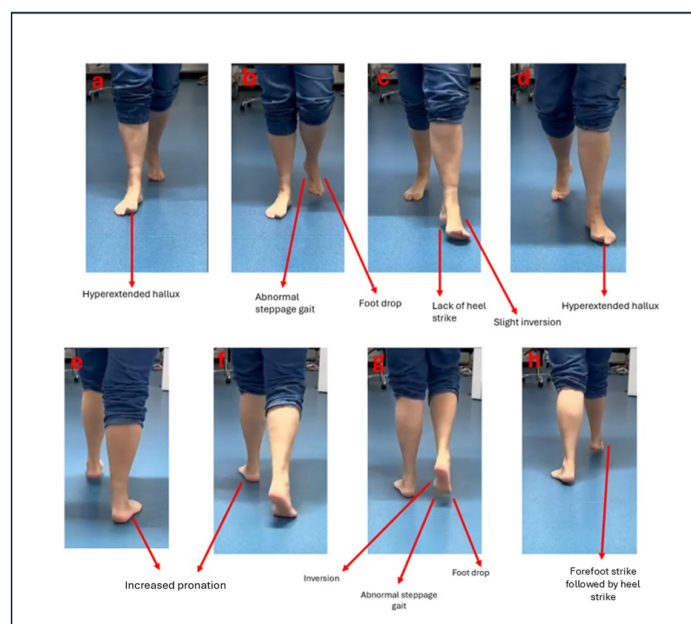 a
b
c
d
Hyperextended hallux
Abnormal
steppage gait
Foot drop
Lack of heel
strike
Slight inversion
Hyperextended hallux
e
f
g
h
Increased pronation
Inversion
Abnormal steppage
gait
Foot drop
Forefoot strike
followed by heel
strike